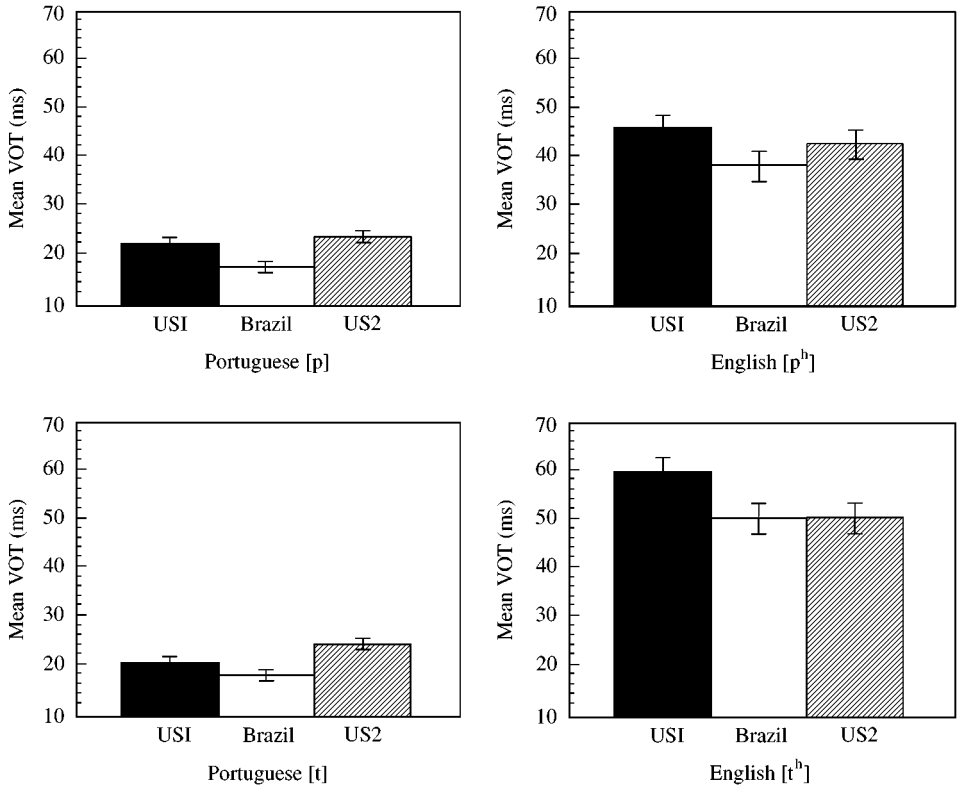 70
60
50
40
30
20
10
Mean VOT (ms)
USI Brazil US2
Portuguese [p]
70
60
50
40
30
20
10
Mean VOT (ms)
USI Brazil US2
English [pʰ]
70
60
50
40
30
20
10
Mean VOT (ms)
USI Brazil US2
Portuguese [t]
70
60
50
40
30
20
10
Mean VOT (ms)
USI Brazil US2
English [tʰ]